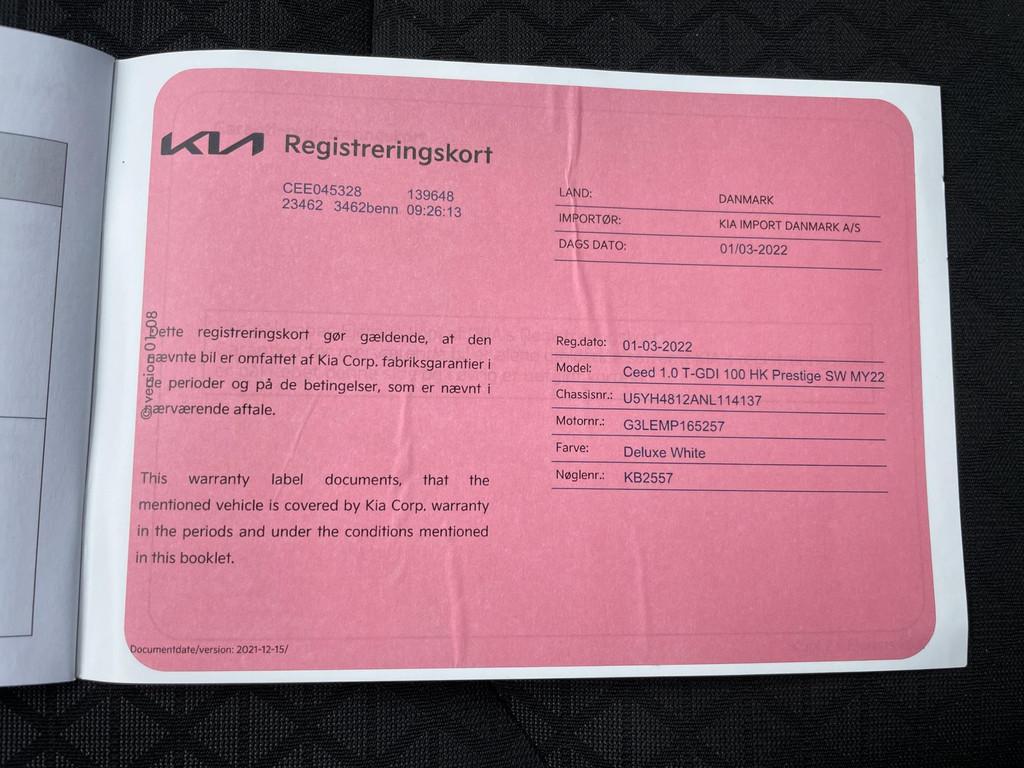 KIA Registreringskort
CEE045328 139648
23462 3462benn 09:26:13
LAND: DANMARK
IMPORTØR: KIA IMPORT DANMARK A/S
DAGS DATO: 01/03-2022
© version 01-08
Dette registreringskort gør gældende, at den
nævnte bil er omfattet af Kia Corp. fabriksgarantier i
de perioder og på de betingelser, som er nævnt i
nærværende aftale.
This warranty label documents, that the
mentioned vehicle is covered by Kia Corp. warranty
in the periods and under the conditions mentioned
in this booklet.
Reg.dato: 01-03-2022
Model: Ceed 1.0 T-GDI 100 HK Prestige SW MY22
Chassisnr.: U5YH4812ANL114137
Motornr.: G3LEMP165257
Farve: Deluxe White
Nøglenr.: KB2557
Documentdate/version: 2021-12-15/